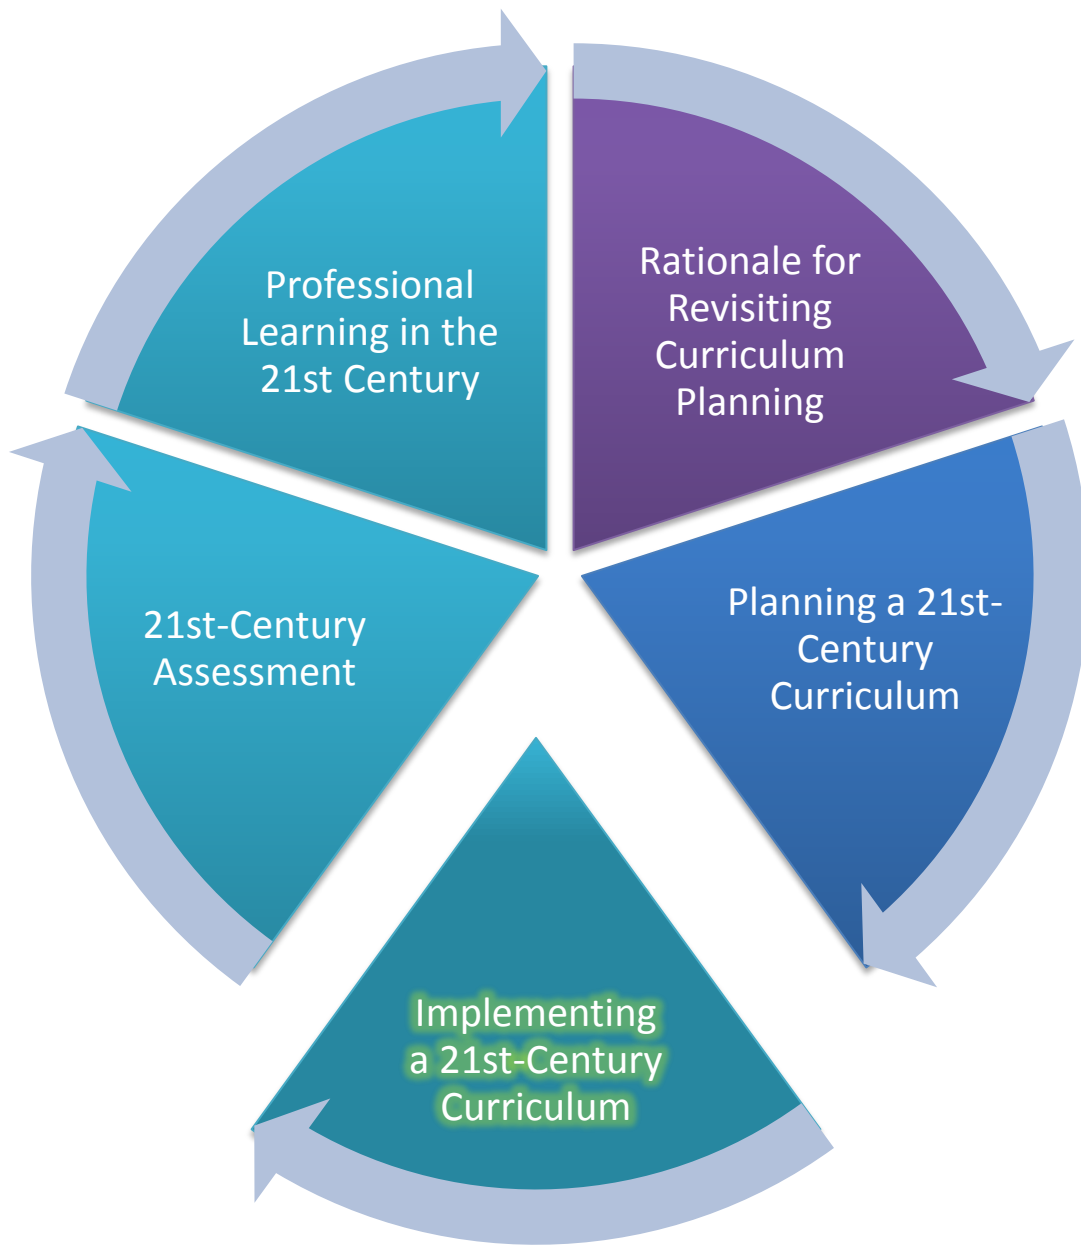 Rationale for
Revisiting
Curriculum
Planning
Planning a 21st-
Century
Curriculum
Implementing
a 21st-Century
Curriculum
21st-Century
Assessment
Professional
Learning in the
21st Century